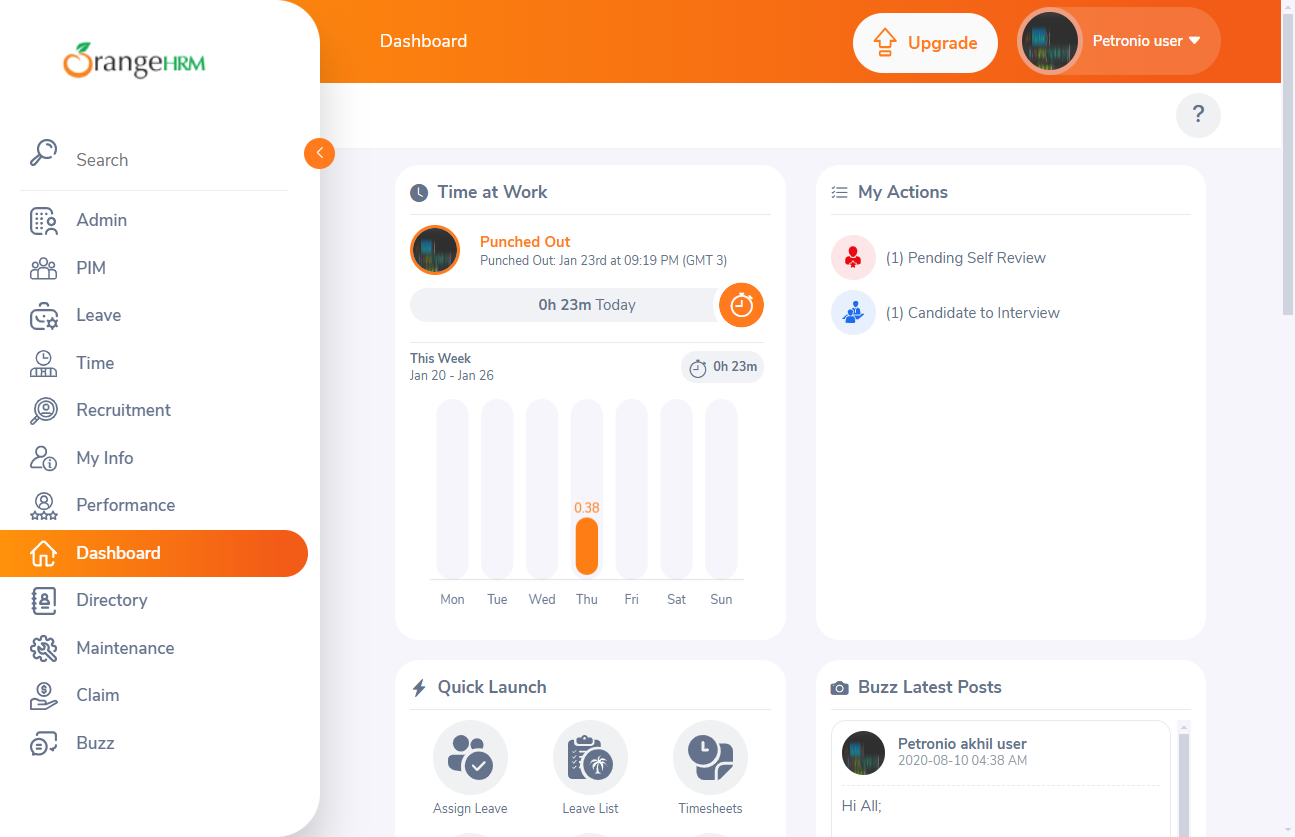 OrangeHRM
Search
Admin
PIM
Leave
Time
Recruitment
My Info
Performance
Dashboard
Directory
Maintenance
Claim
Buzz
Dashboard
Upgrade
Petronio user
?
Time at Work
Punched Out
Punched Out: Jan 23rd at 09:19 PM (GMT 3)
0h 23m Today
This Week
Jan 20 - Jan 26
0h 23m
0.38
Mon Tue Wed Thu Fri Sat Sun
My Actions
(1) Pending Self Review
(1) Candidate to Interview
Quick Launch
Assign Leave
Leave List
Timesheets
Buzz Latest Posts
Petronio akhil user
2020-08-10 04:38 AM
Hi All;